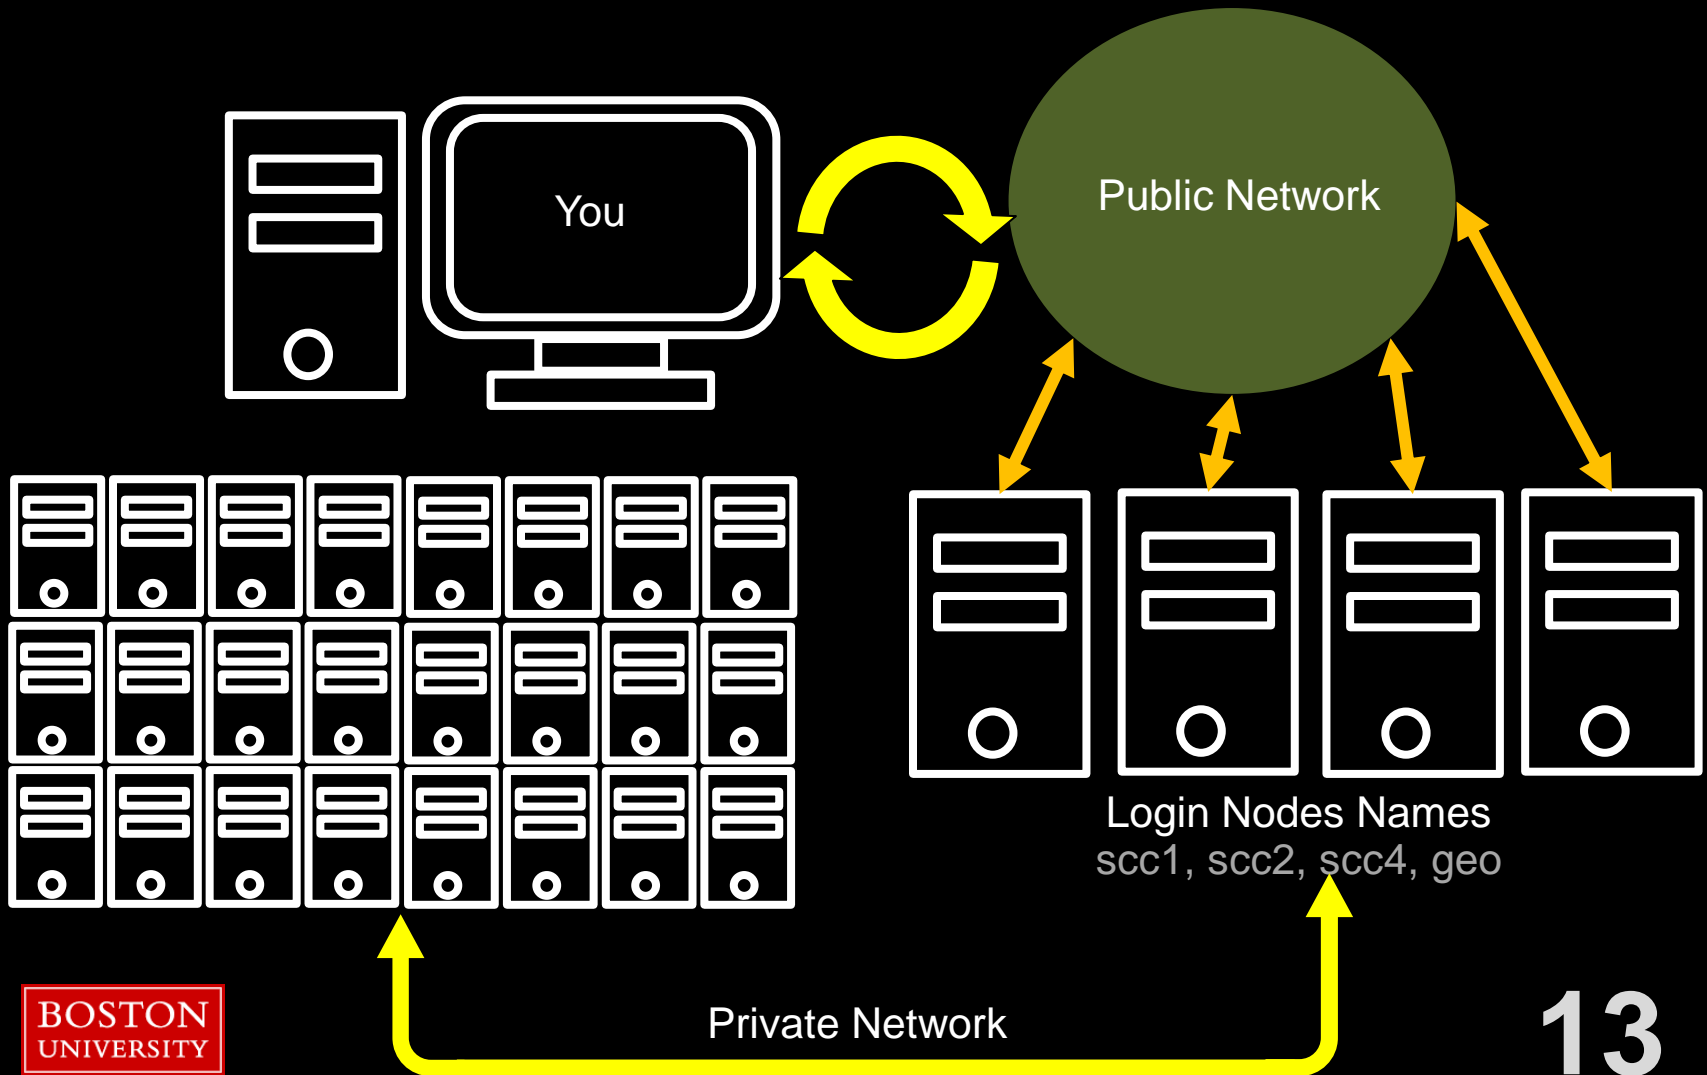 You
Public Network
Login Nodes Names
scc1, scc2, scc4, geo
Private Network
BOSTON
UNIVERSITY
13